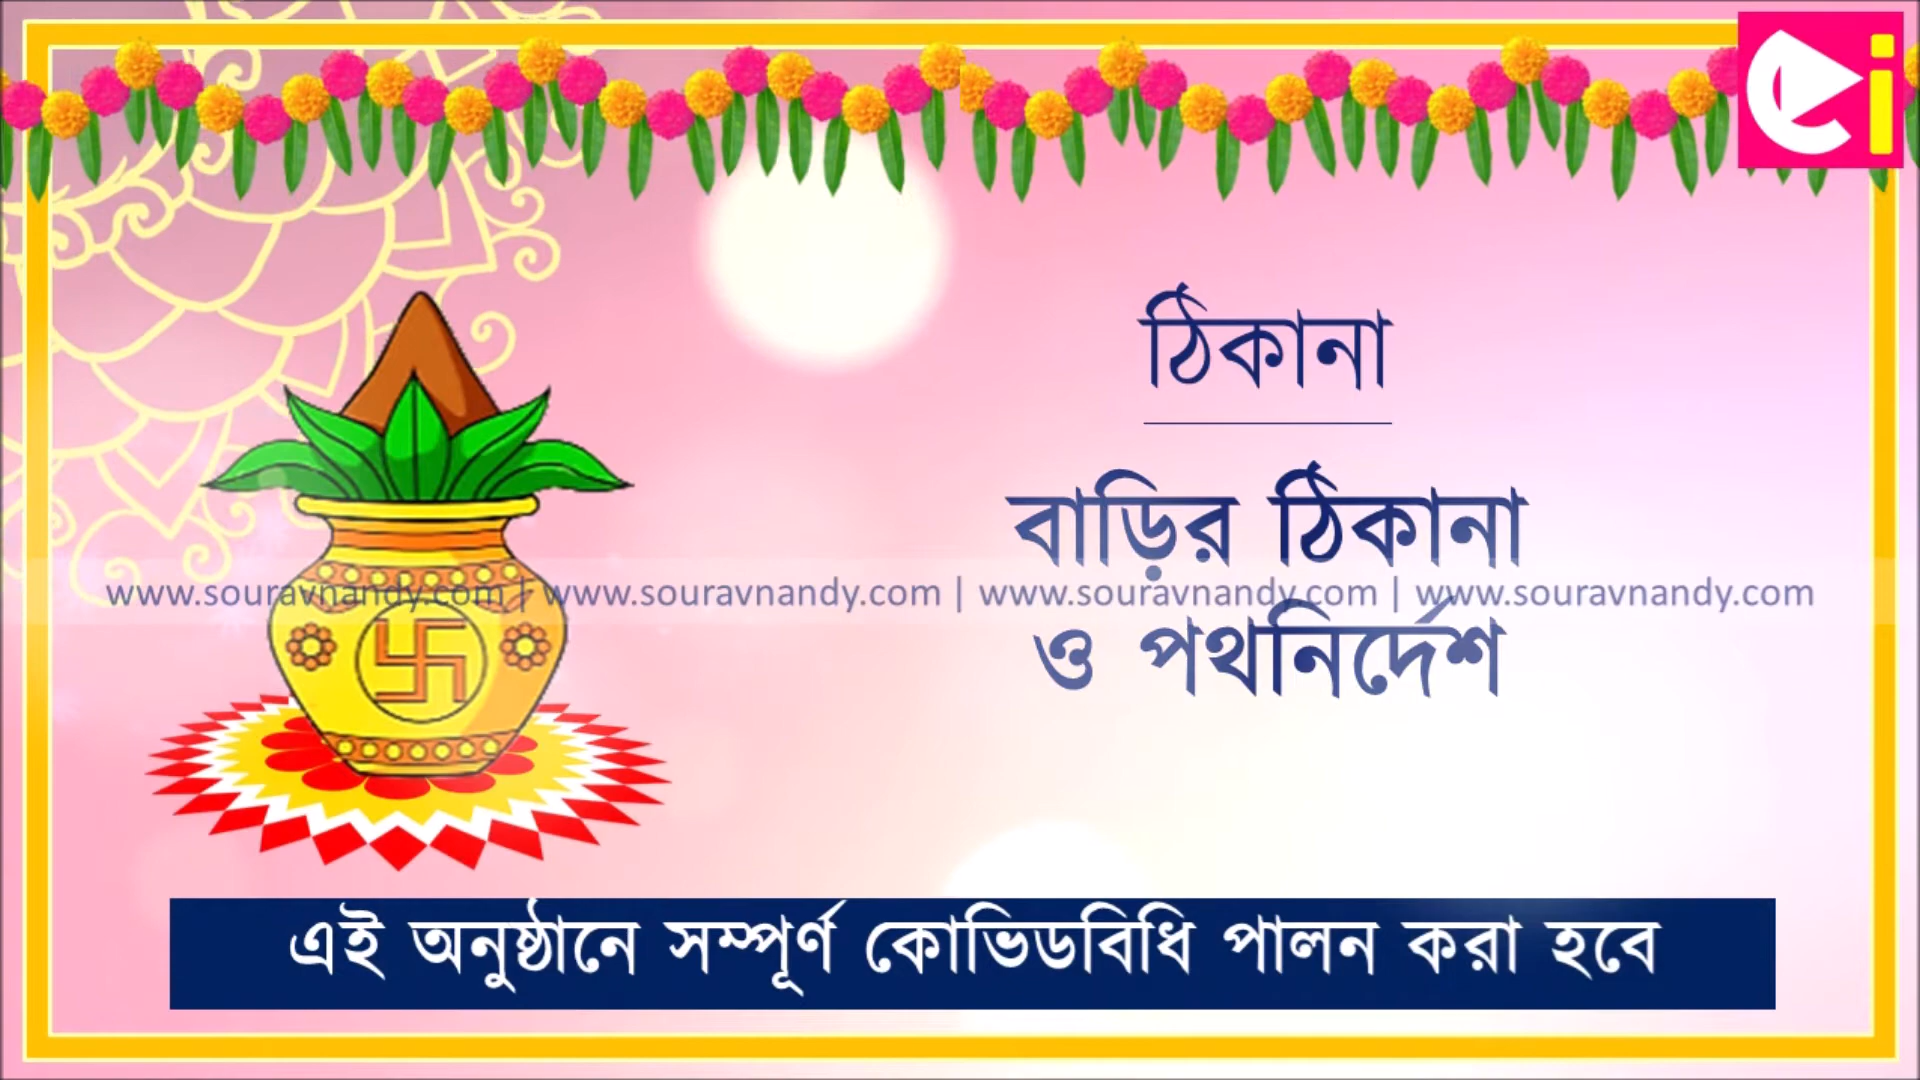 ei
ঠিকানা
বাড়ির ঠিকানা
www.souravnandy.com | www.souravnandy.com | www.souravnandy.com | www.souravnandy.com
ও পথনির্দেশ
এই অনুষ্ঠানে সম্পূর্ণ কোভিডবিধি পালন করা হবে